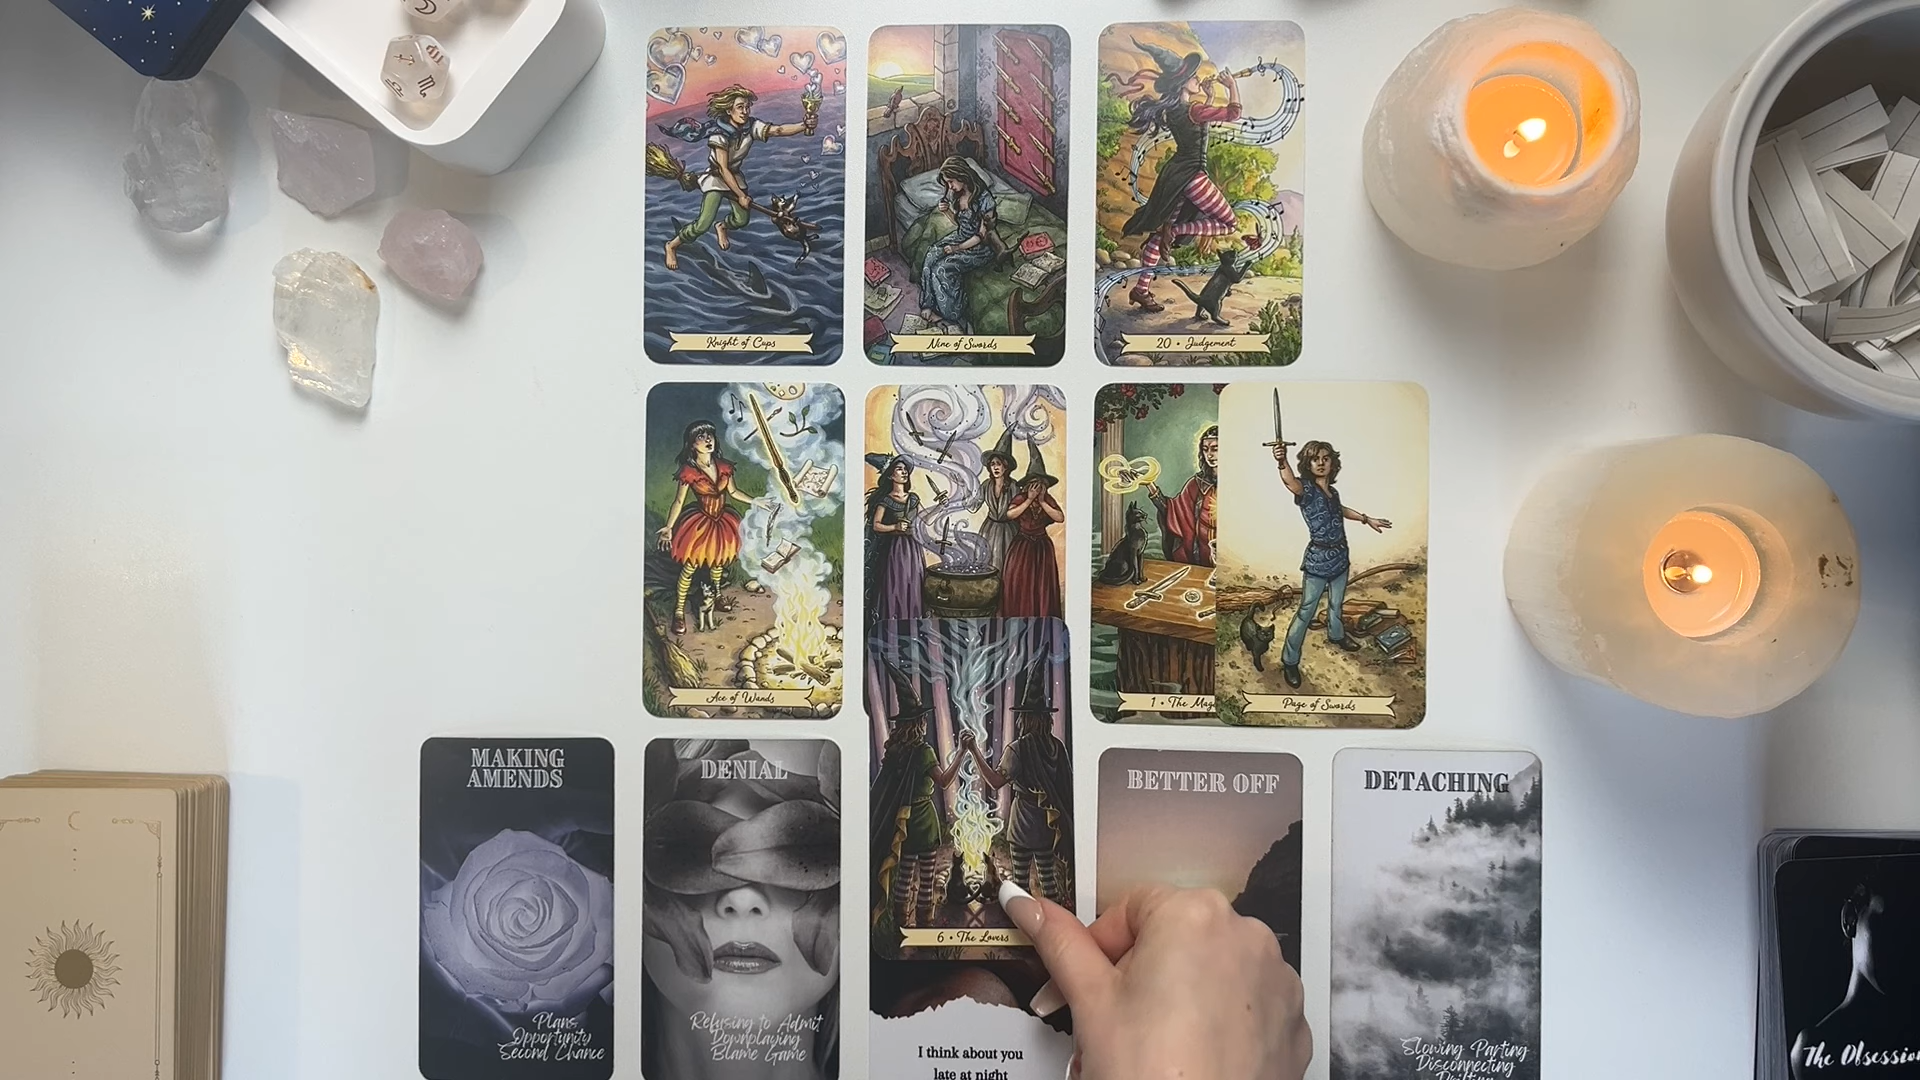 Knight of Cups
Nine of Swords
20 • Judgement
Ace of Wands
1 • The Mag
Page of Swords
6 • The Lovers
MAKING
AMENDS
Plans
Opportunity
Second Chance
DENIAL
Refusing to Admit
Downplaying
Blame Game
I think about you
late at night
BETTER OFF
DETACHING
Slowing Parting
Disconnecting
Drifting
The Obsession